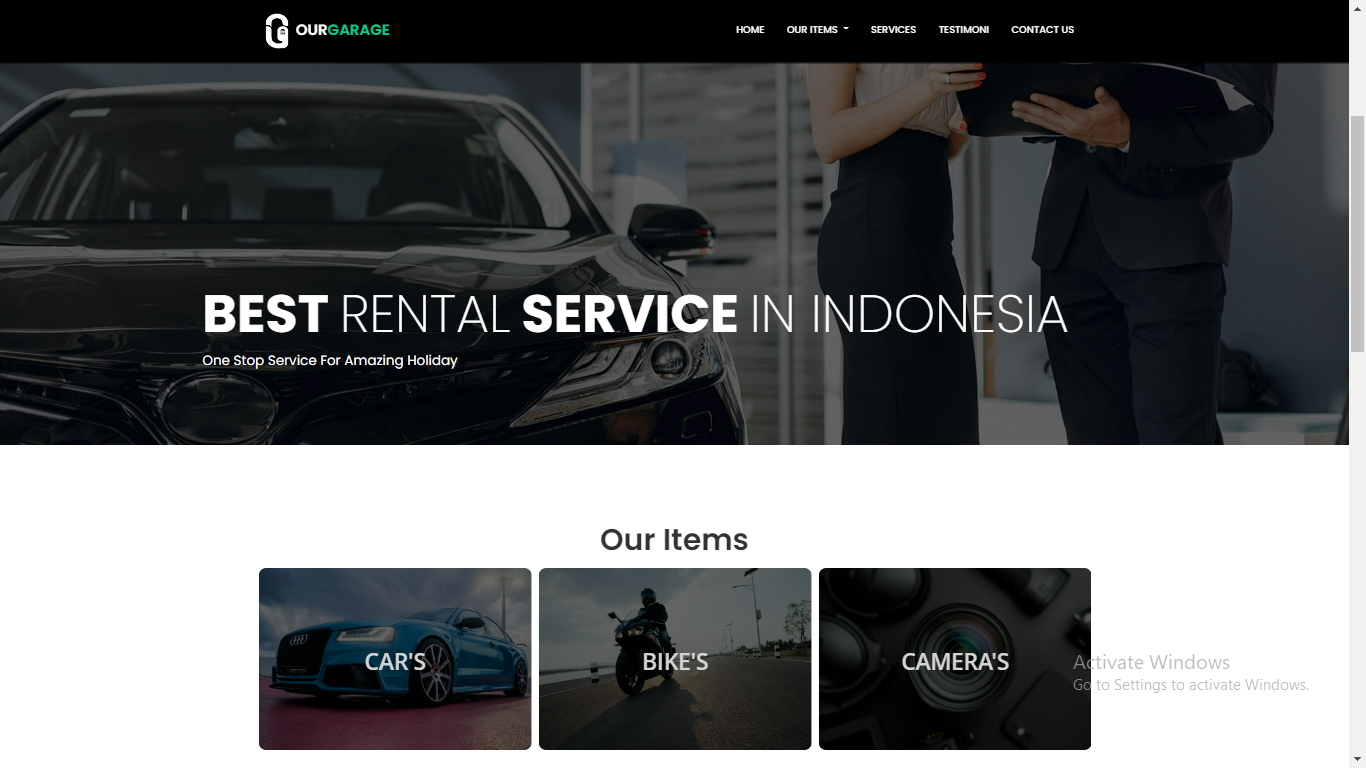 OURGARAGE
HOME OUR ITEMS SERVICES TESTIMONI CONTACT US
BEST RENTAL SERVICE IN INDONESIA
One Stop Service For Amazing Holiday
Our Items
CAR'S
BIKE'S
CAMERA'S
Activate Windows
Go to Settings to activate Windows.